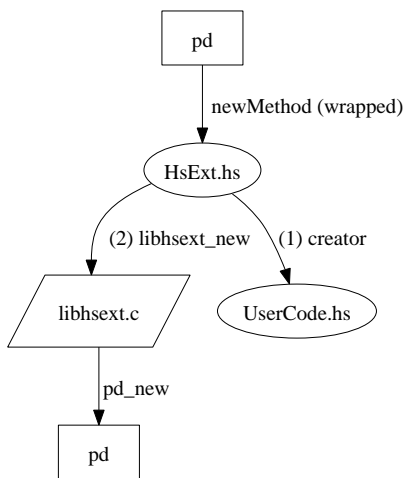 pd
newMethod (wrapped)
HsExt.hs
(2) libhsext_new
(1) creator
libhsext.c
UserCode.hs
pd_new
pd